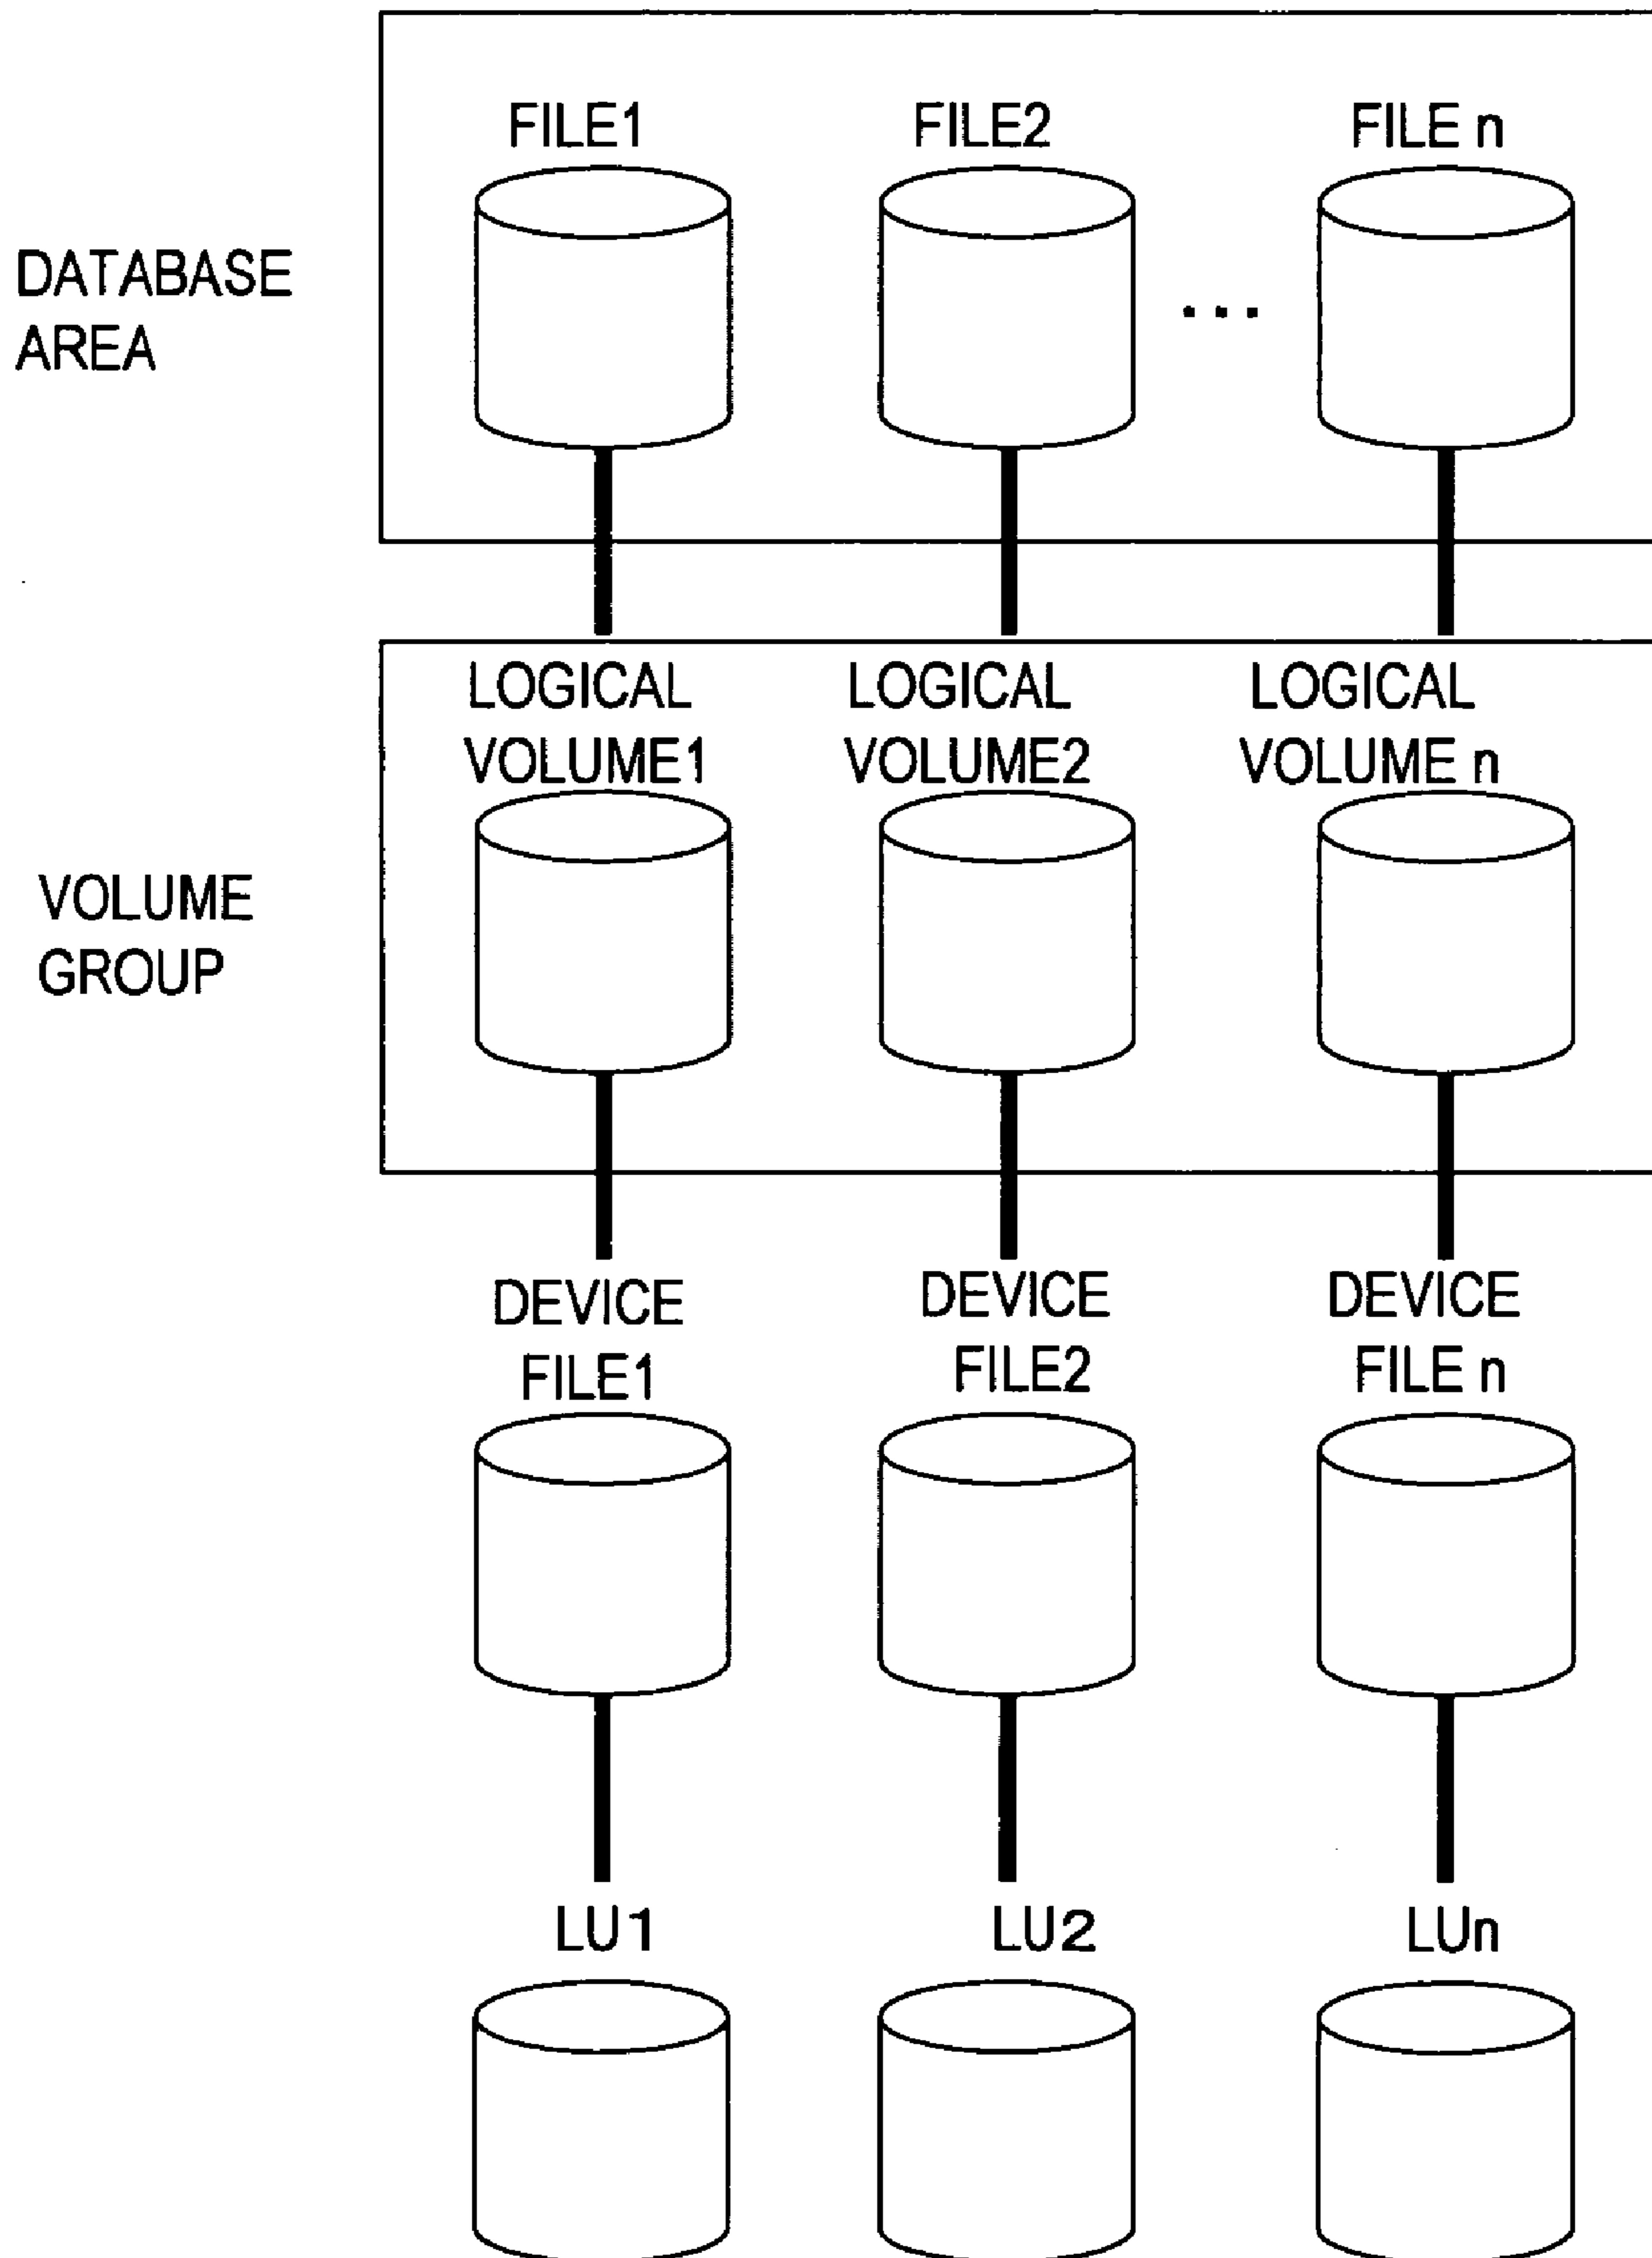 FILE1 FILE2 FILE n
DATABASE
AREA
...
LOGICAL LOGICAL LOGICAL
VOLUME1 VOLUME2 VOLUME n
VOLUME
GROUP
DEVICE DEVICE DEVICE
FILE1 FILE2 FILE n
LU1 LU2 LUn